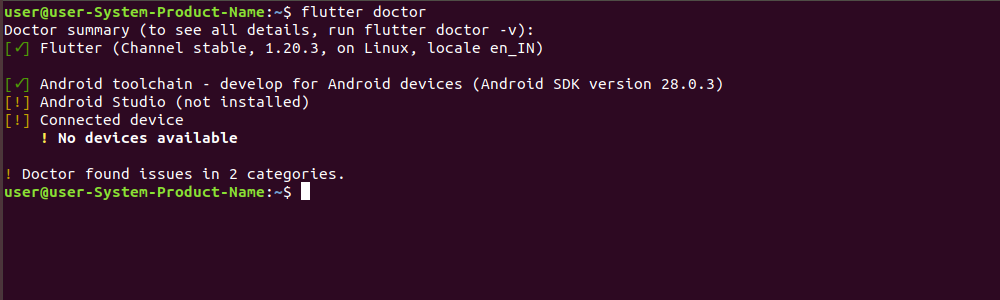 user@user-System-Product-Name:~$ flutter doctor
Doctor summary (to see all details, run flutter doctor -v):
[✓] Flutter (Channel stable, 1.20.3, on Linux, locale en_IN)
[✓] Android toolchain - develop for Android devices (Android SDK version 28.0.3)
[!] Android Studio (not installed)
[!] Connected device
! No devices available
! Doctor found issues in 2 categories.
user@user-System-Product-Name:~$